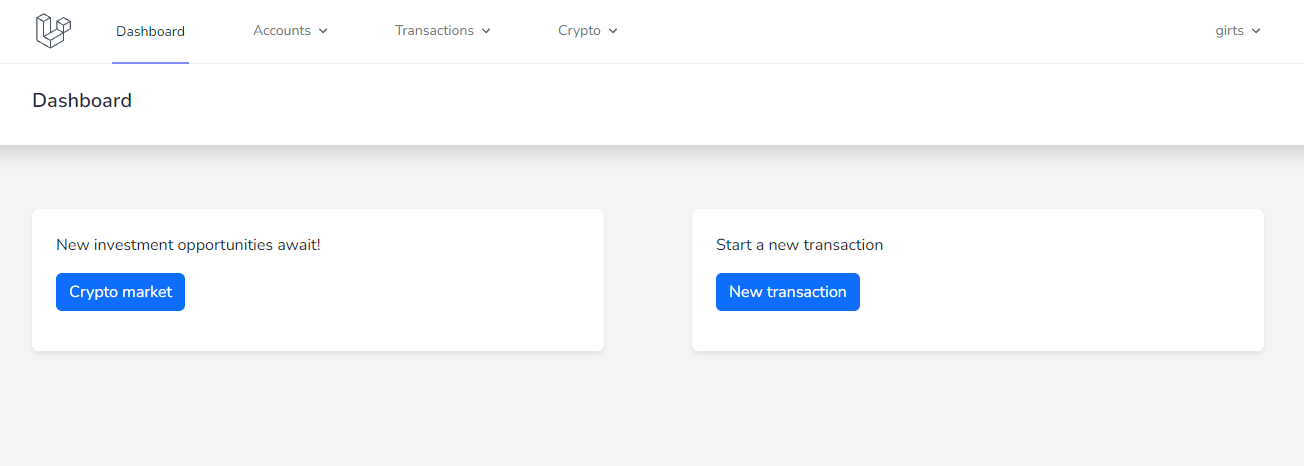 Dashboard Accounts Transactions Crypto girts
Dashboard
New investment opportunities await!
Crypto market
Start a new transaction
New transaction